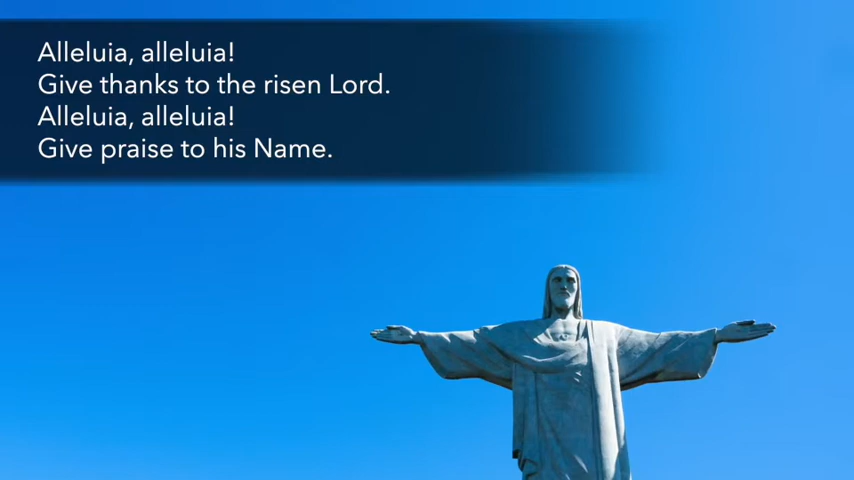 Alleluia, alleluia!
Give thanks to the risen Lord.
Alleluia, alleluia!
Give praise to his Name.